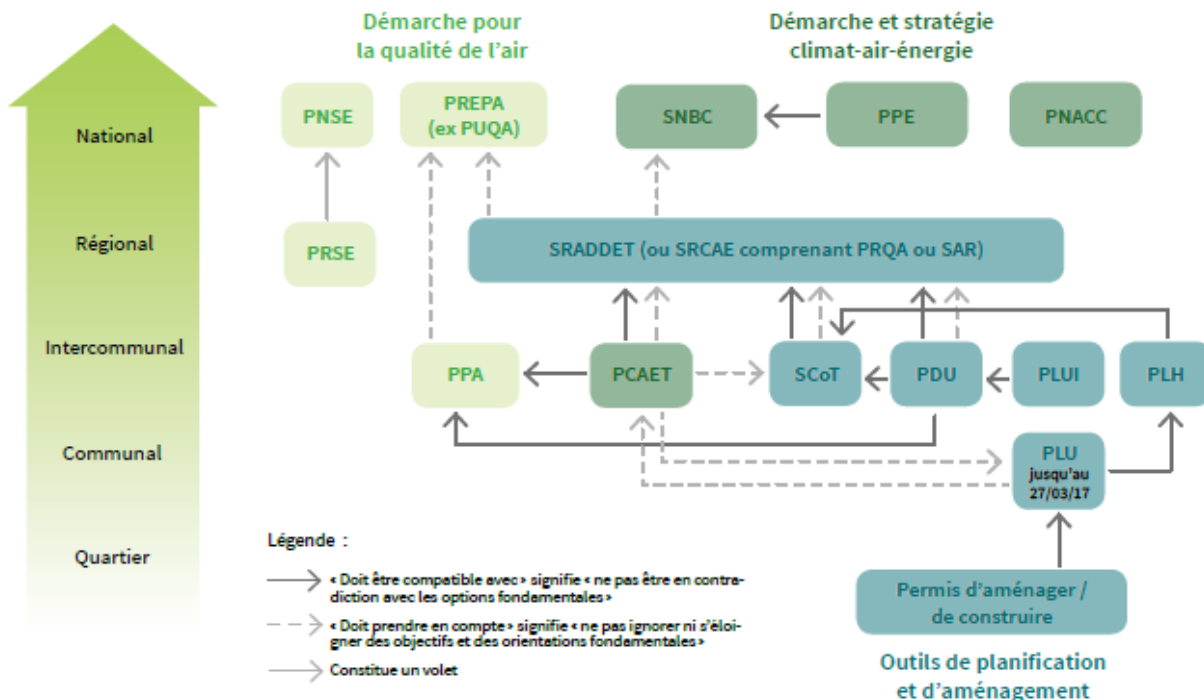 Démarche pour
la qualité de l’air
Démarche et stratégie
climat-air-énergie
National
PNSE
PREPA
(ex PUQA)
SNBC
PPE
PNACC
Régional
PRSE
SRADDET (ou SRCAE comprenant PRQA ou SAR)
Intercommunal
PPA
PCAET
SCoT
PDU
PLUI
PLH
Communal
PLU
jusqu’au
27/03/17
Quartier
Légende :
« Doit être compatible avec » signifie « ne pas être en contra-
diction avec les options fondamentales »
« Doit prendre en compte » signifie « ne pas ignorer ni s’éloi-
gner des objectifs et des orientations fondamentales »
Constitue un volet
Permis d’aménager /
de construire
Outils de planification
et d’aménagement